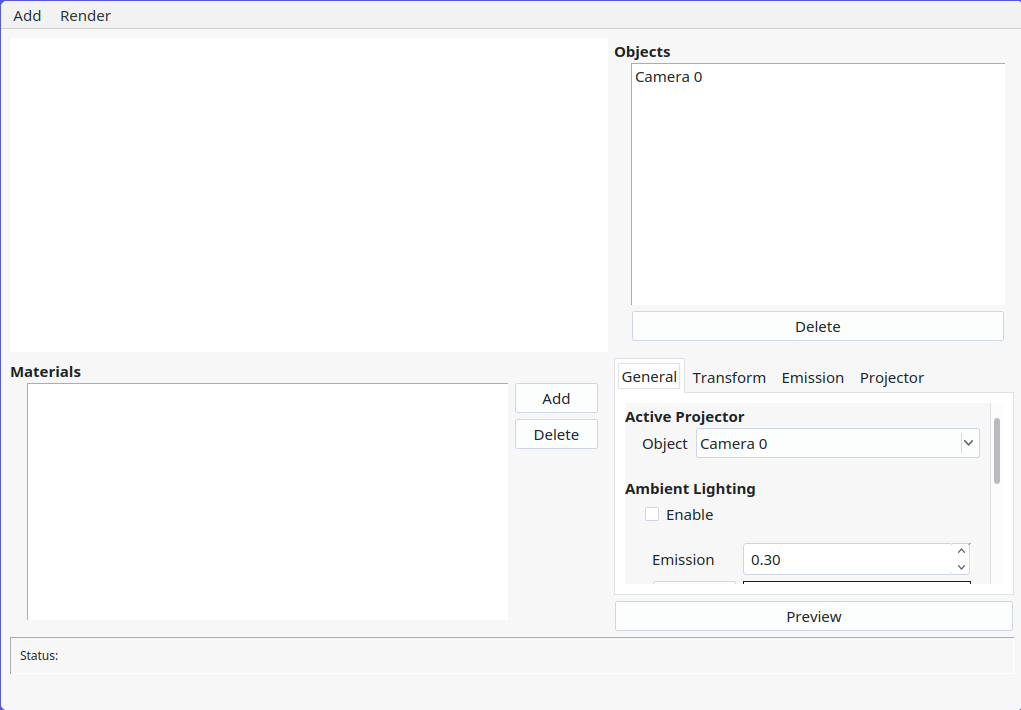 Add Render
Objects
Camera 0
Delete
Materials
Add
Delete
General Transform Emission Projector
Active Projector
Object Camera 0
Ambient Lighting
Enable
Emission 0.30
Preview
Status: